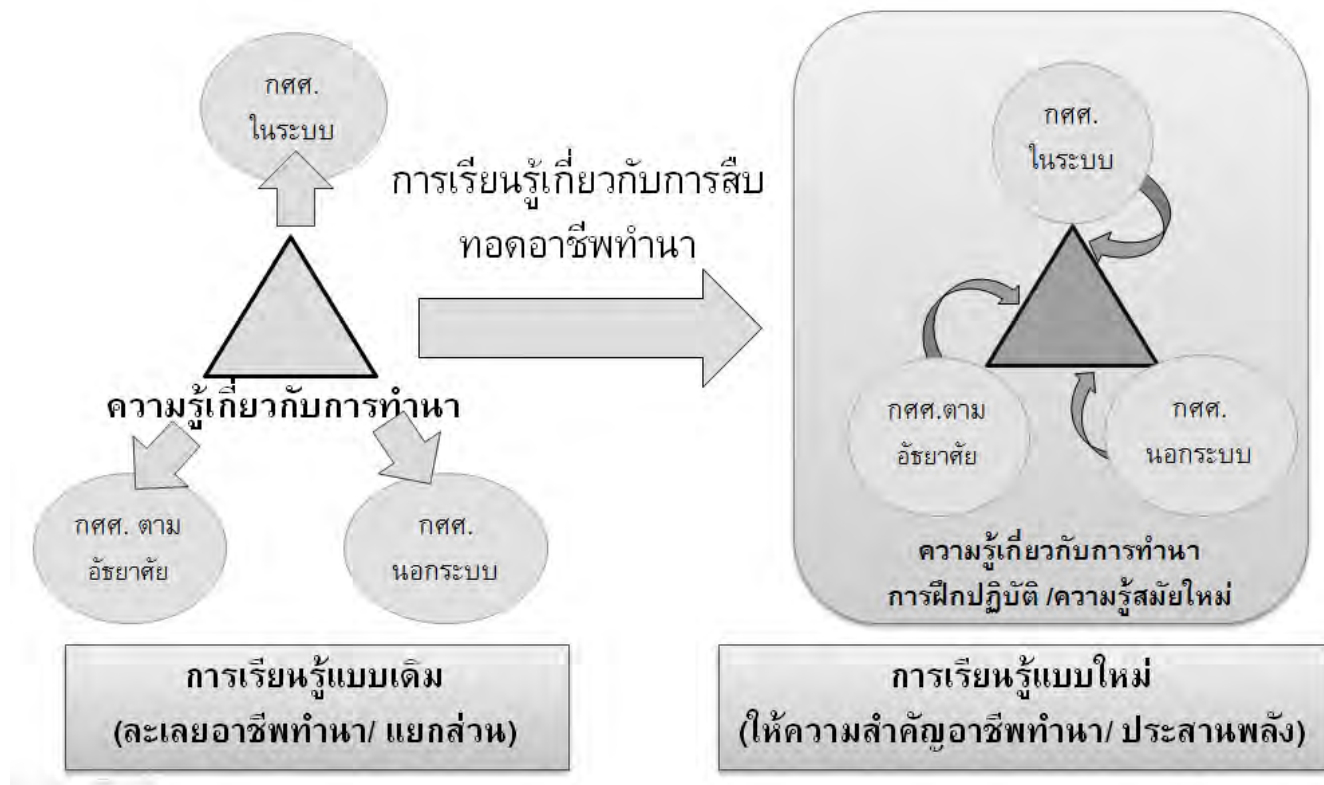 กศศ.
ในระบบ
ความรู้เกี่ยวกับการทำนา
กศศ. ตาม
อัธยาศัย
กศศ.
นอกระบบ
การเรียนรู้แบบเดิม
(ละเลยอาชีพทำนา/ แยกส่วน)
การเรียนรู้เกี่ยวกับการสืบ
ทอดอาชีพทำนา
กศศ.
ในระบบ
กศศ.ตาม
อัธยาศัย
กศศ.
นอกระบบ
ความรู้เกี่ยวกับการทำนา
การฝึกปฏิบัติ /ความรู้สมัยใหม่
การเรียนรู้แบบใหม่
(ให้ความสำคัญอาชีพทำนา/ ประสานพลัง)